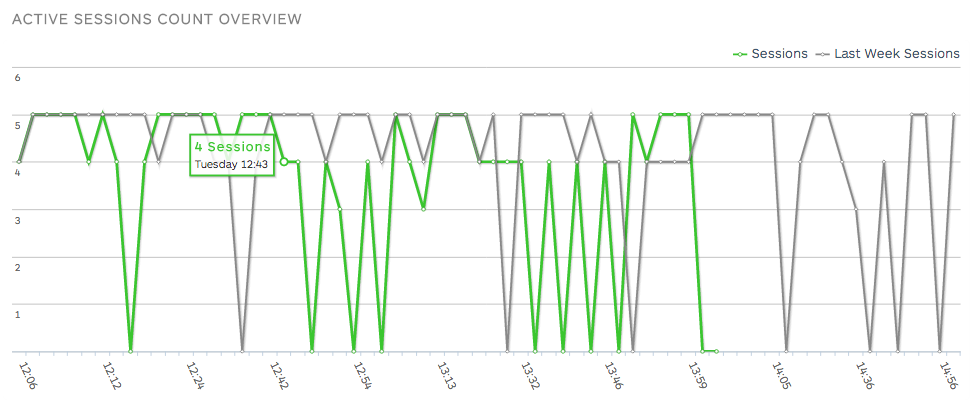 ACTIVE SESSIONS COUNT OVERVIEW
Sessions Last Week Sessions
6
5
4 Sessions
Tuesday 12:43
4
3
2
1
12:06 12:12 12:24 12:42 12:54 13:13 13:32 13:46 13:59 14:05 14:36 14:56